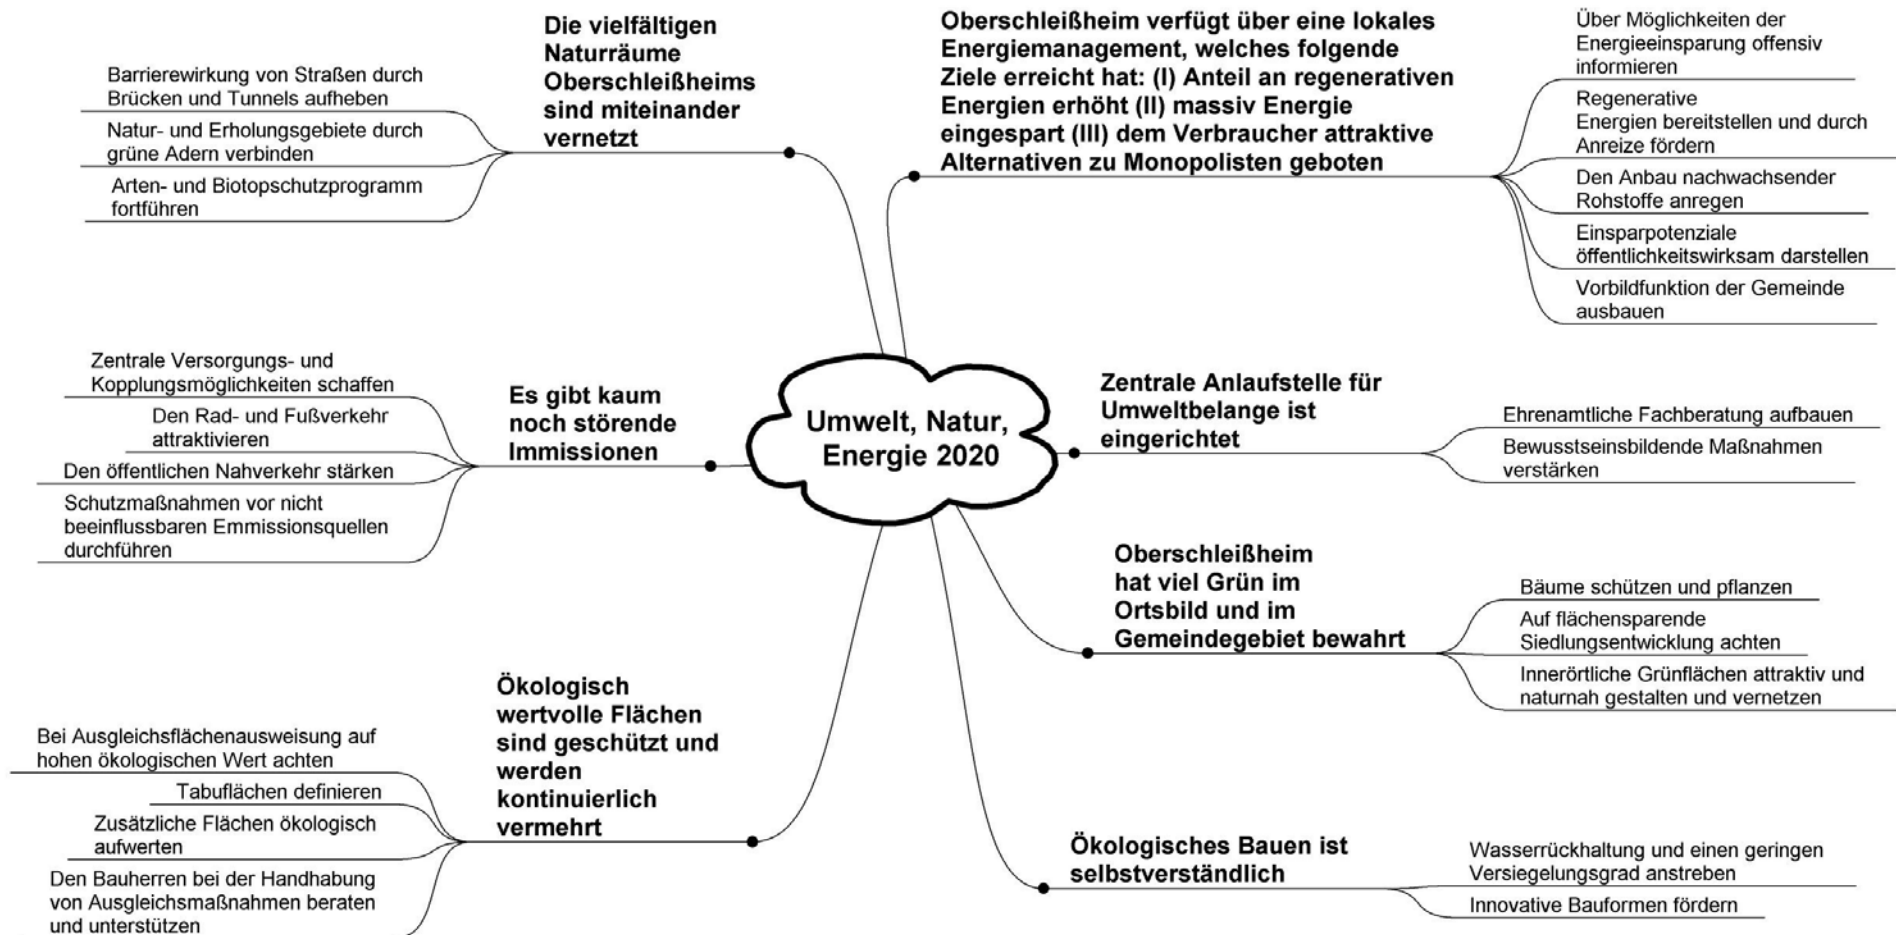 Die vielfältigen
Naturräume
Oberschleißheims
sind miteinander
vernetzt
Barrierewirkung von Straßen durch
Brücken und Tunnels aufheben
Natur- und Erholungsgebiete durch
grüne Adern verbinden
Arten- und Biotopschutzprogramm
fortführen
Oberschleißheim verfügt über eine lokales
Energiemanagement, welches folgende
Ziele erreicht hat: (I) Anteil an regenerativen
Energien erhöht (II) massiv Energie
eingespart (III) dem Verbraucher attraktive
Alternativen zu Monopolisten geboten
Über Möglichkeiten der
Energieeinsparung offensiv
informieren
Regenerative
Energien bereitstellen und durch
Anreize fördern
Den Anbau nachwachsender
Rohstoffe anregen
Einsparpotenziale
öffentlichkeitswirksam darstellen
Vorbildfunktion der Gemeinde
ausbauen
Es gibt kaum
noch störende
Immissionen
Zentrale Versorgungs- und
Kopplungsmöglichkeiten schaffen
Den Rad- und Fußverkehr
attraktivieren
Den öffentlichen Nahverkehr stärken
Schutzmaßnahmen vor nicht
beeinflussbaren Emmissionsquellen
durchführen
Umwelt, Natur,
Energie 2020
Zentrale Anlaufstelle für
Umweltbelange ist
eingerichtet
Ehrenamtliche Fachberatung aufbauen
Bewusstseinsbildende Maßnahmen
verstärken
Oberschleißheim
hat viel Grün im
Ortsbild und im
Gemeindegebiet bewahrt
Bäume schützen und pflanzen
Auf flächensparende
Siedlungsentwicklung achten
Innerörtliche Grünflächen attraktiv und
naturnah gestalten und vernetzen
Ökologisch
wertvolle Flächen
sind geschützt und
werden
kontinuierlich
vermehrt
Bei Ausgleichsflächenausweisung auf
hohen ökologischen Wert achten
Tabuflächen definieren
Zusätzliche Flächen ökologisch
aufwerten
Den Bauherren bei der Handhabung
von Ausgleichsmaßnahmen beraten
und unterstützen
Ökologisches Bauen ist
selbstverständlich
Wasserrückhaltung und einen geringen
Versiegelungsgrad anstreben
Innovative Bauformen fördern